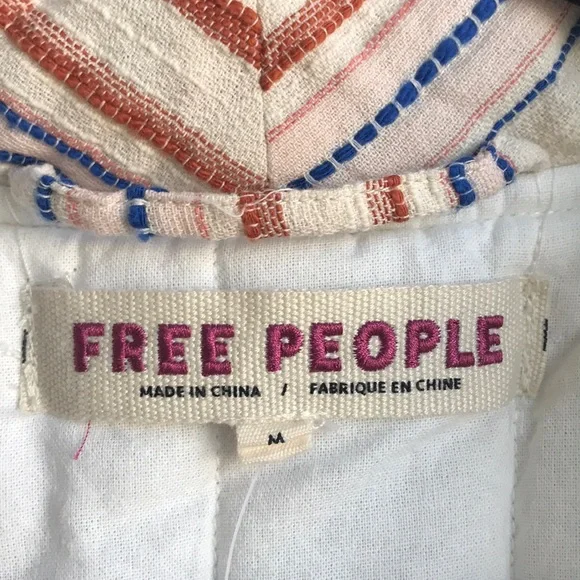 FREE PEOPLE
MADE IN CHINA / FABRIQUE EN CHINE
M